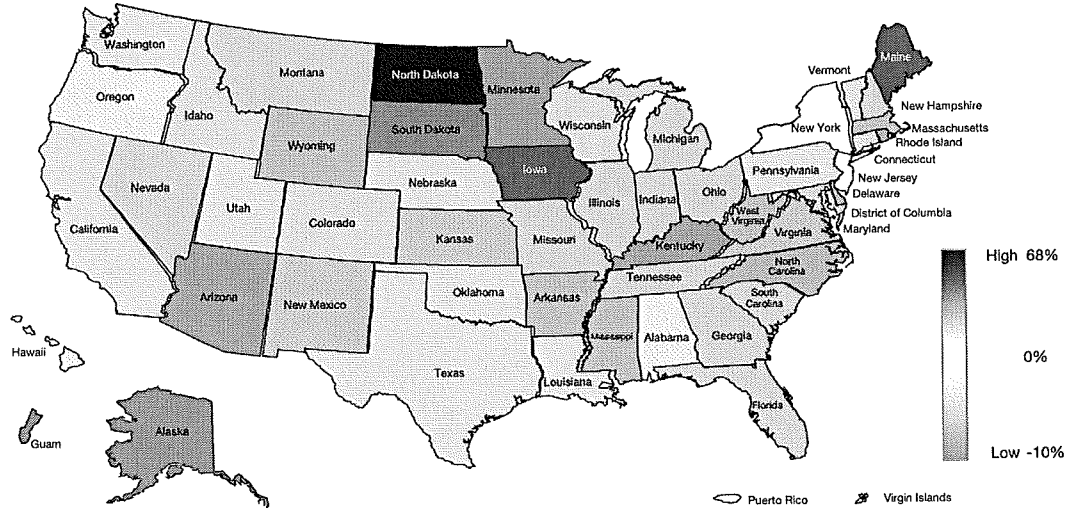 Washington
Montana
North Dakota
Minnesota
Maine
Vermont
Oregon
Idaho
South Dakota
Wisconsin
Michigan
New York
New Hampshire
Massachusetts
Rhode Island
Connecticut
Wyoming
Iowa
Nebraska
Pennsylvania
New Jersey
Delaware
District of Columbia
Maryland
Nevada
Utah
Colorado
Illinois
Indiana
Ohio
West
Virginia
Virginia
California
Kansas
Missouri
Kentucky
North
Carolina
Tennessee
Arizona
New Mexico
Oklahoma
Arkansas
South
Carolina
Mississippi
Alabama
Georgia
Texas
Louisiana
Florida
Hawaii
Guam
Alaska
High 68%
0%
Low -10%
Puerto Rico
Virgin Islands